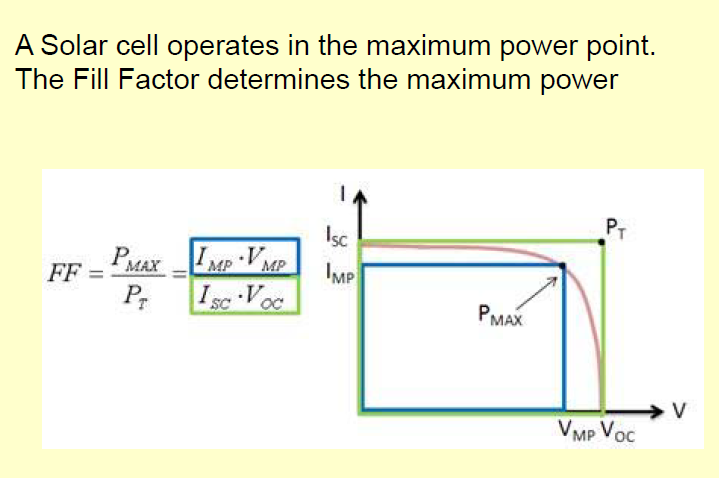 A Solar cell operates in the maximum power point.
The Fill Factor determines the maximum power
I
I_SC
P_T
FF = P_MAX / P_T = I_MP · V_MP / I_SC · V_OC
I_MP
P_MAX
V
V_MP V_OC